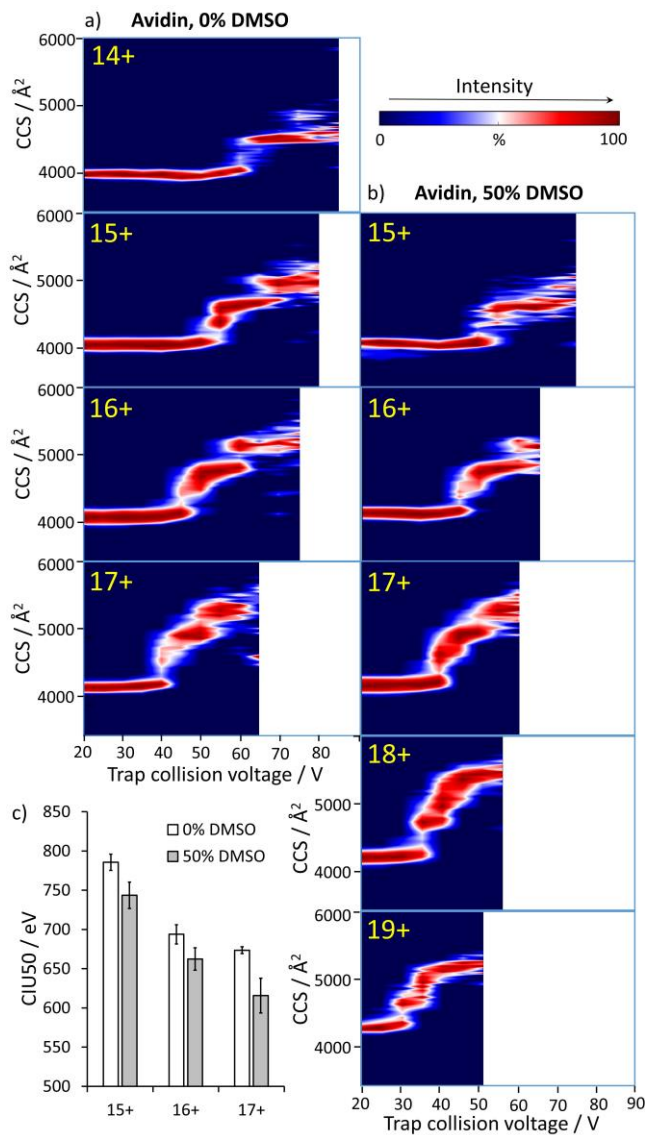 a) Avidin, 0% DMSO
6000
5000
4000
CCS / Å²
14+
Intensity
0 % 100
b) Avidin, 50% DMSO
6000
5000
4000
CCS / Å²
15+
15+
6000
5000
4000
CCS / Å²
16+
16+
6000
5000
4000
CCS / Å²
17+
17+
20 30 40 50 60 70 80 90
Trap collision voltage / V
18+
5000
4000
CCS / Å²
c)
850
800
750
700
650
600
550
500
CIU50 / eV
0% DMSO
50% DMSO
15+ 16+ 17+
19+
6000
5000
4000
CCS / Å²
20 30 40 50 60 70 80 90
Trap collision voltage / V